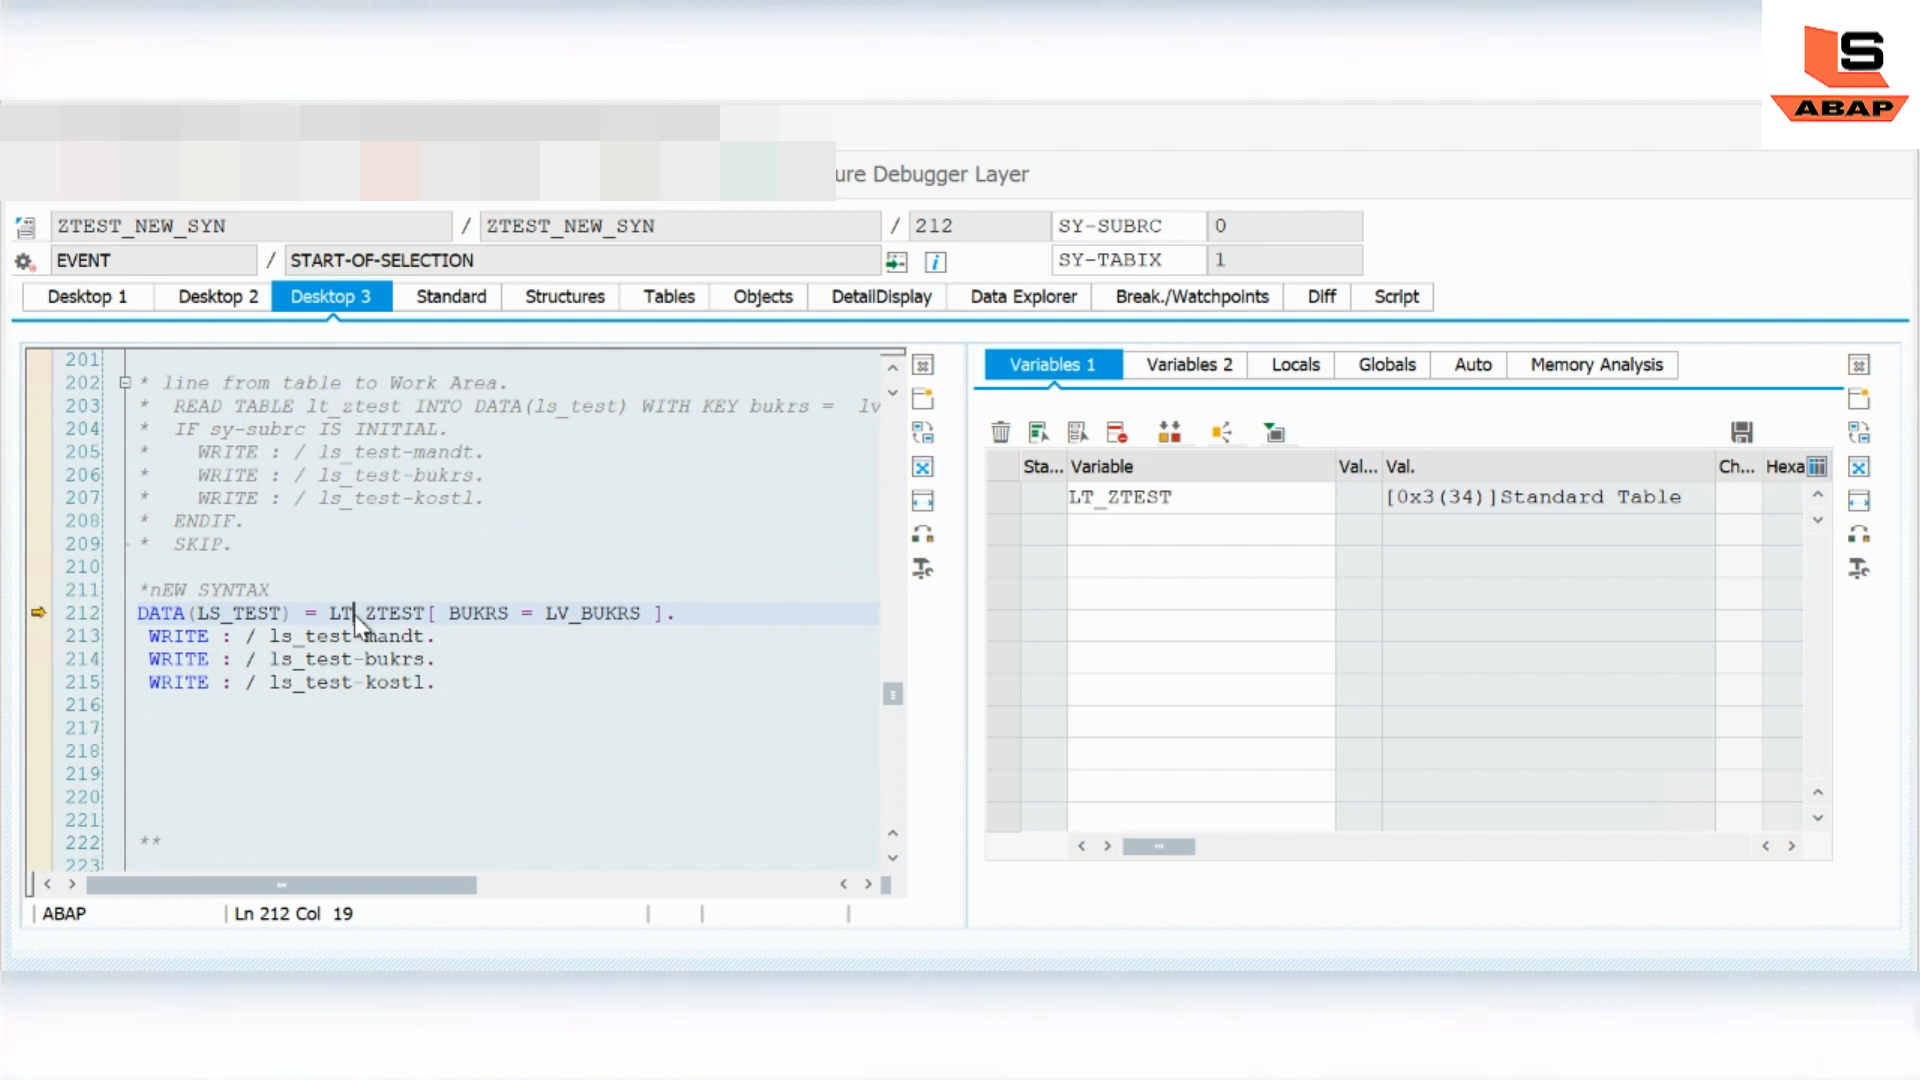 S
ABAP
ure Debugger Layer
ZTEST_NEW_SYN / ZTEST_NEW_SYN / 212 SY-SUBRC 0
EVENT / START-OF-SELECTION SY-TABIX 1
Desktop 1 Desktop 2 Desktop 3 Standard Structures Tables Objects DetailDisplay Data Explorer Break./Watchpoints Diff Script
201
202 * line from table to Work Area.
203 * READ TABLE lt_ztest INTO DATA(ls_test) WITH KEY bukrs = lv
204 * IF sy-subrc IS INITIAL.
205 * WRITE : / ls_test-mandt.
206 * WRITE : / ls_test-bukrs.
207 * WRITE : / ls_test-kostl.
208 * ENDIF.
209 * SKIP.
210
211 *nEW SYNTAX
212 DATA(LS_TEST) = LT_ZTEST[ BUKRS = LV_BUKRS ].
213 WRITE : / ls_test-mandt.
214 WRITE : / ls_test-bukrs.
215 WRITE : / ls_test-kostl.
216
217
218
219
220
221
222 **
223
ABAP Ln 212 Col 19
Variables 1 Variables 2 Locals Globals Auto Memory Analysis
Sta... Variable Val... Val. Ch... Hexa
LT_ZTEST [0x3(34)]Standard Table